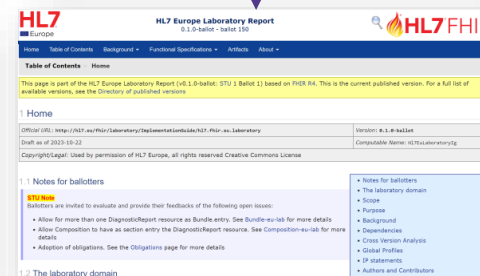 HL7
Europe
HL7 Europe Laboratory Report
0.1.0-ballot - ballot 150
HL7 FHIR
Home Table of Contents Background Functional Specifications Artifacts About
Table of Contents Home
This page is part of the HL7 Europe Laboratory Report (v0.1.0-ballot: STU 1 Ballot 1) based on FHIR R4. This is the current published version. For a full list of
available versions, see the Directory of published versions
1 Home
Official URL: http://hl7.eu/fhir/laboratory/ImplementationGuide/hl7.fhir.eu.laboratory Version: 0.1.0-ballot
Draft as of 2023-10-22 Computable Name: Hl7EuLaboratoryIg
Copyright/Legal: Used by permission of HL7 Europe, all rights reserved Creative Commons License
1.1 Notes for ballotters
STU Note
Ballotters are invited to evaluate and provide their feedbacks of the following open issues:
• Allow for more than one DiagnosticReport resource as Bundle.entry. See Bundle-eu-lab for more details
• Allow Composition to have as section entry the DiagnosticReport resource. See Composition-eu-lab for more
details
• Adoption of obligations. See the Obligations page for more details
• Notes for ballotters
• The laboratory domain
• Scope
• Purpose
• Background
• Dependencies
• Cross Version Analysis
• Global Profiles
• IP statements
• Authors and Contributors
1.2 The laboratory domain